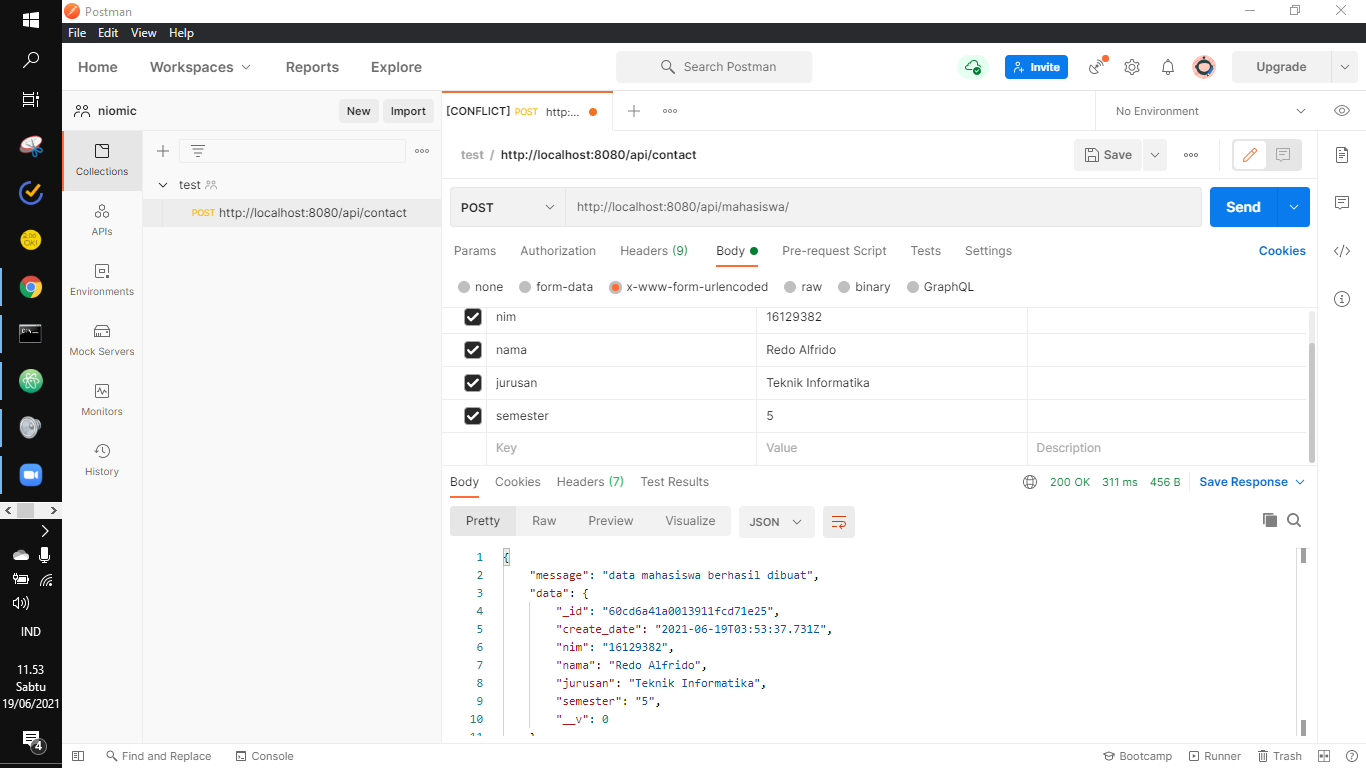 Postman
File Edit View Help
Home Workspaces Reports Explore Search Postman Invite Upgrade
niomic New Import [CONFLICT] POST http:... No Environment
test / http://localhost:8080/api/contact Save
Collections
APIs
Environments
Mock Servers
Monitors
History
test
POST http://localhost:8080/api/contact
POST http://localhost:8080/api/mahasiswa/ Send
Params Authorization Headers (9) Body Pre-request Script Tests Settings Cookies
none form-data x-www-form-urlencoded raw binary GraphQL
nim 16129382
nama Redo Alfrido
jurusan Teknik Informatika
semester 5
Key Value Description
Body Cookies Headers (7) Test Results 200 OK 311 ms 456 B Save Response
Pretty Raw Preview Visualize JSON
1 {
2 "message": "data mahasiswa berhasil dibuat",
3 "data": {
4 "_id": "60cd6a41a0013911fcd71e25",
5 "create_date": "2021-06-19T03:53:37.731Z",
6 "nim": "16129382",
7 "nama": "Redo Alfrido",
8 "jurusan": "Teknik Informatika",
9 "semester": "5",
10 "__v": 0
Find and Replace Console Bootcamp Runner Trash
IND
11.53
Sabtu
19/06/2021
4